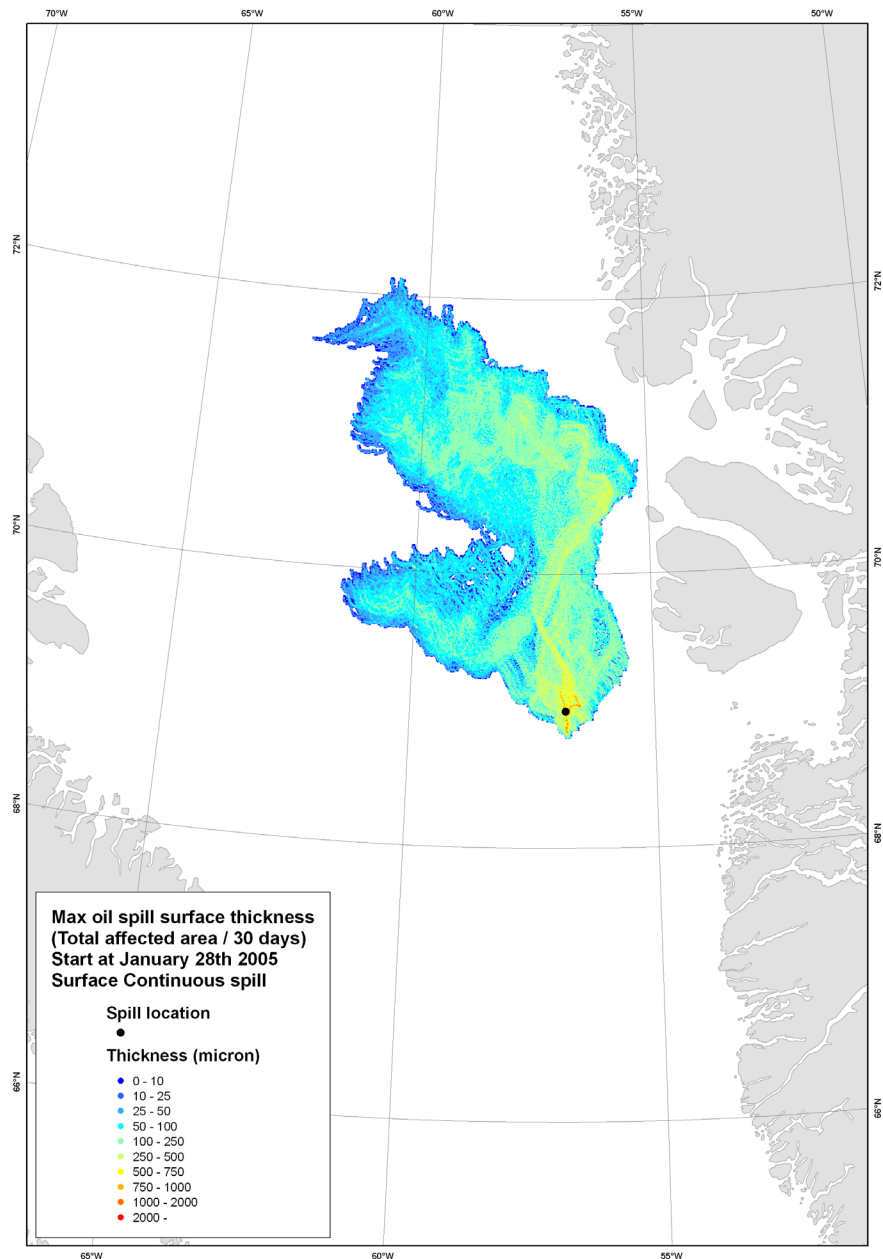 70°W 65°W 60°W 55°W 50°W
72°N 72°N
70°N 70°N
68°N 68°N
Max oil spill surface thickness
(Total affected area / 30 days)
Start at January 28th 2005
Surface Continuous spill
Spill location
Thickness (micron)
0 - 10
10 - 25
25 - 50
50 - 100
100 - 250
250 - 500
500 - 750
750 - 1000
1000 - 2000
2000 -
66°N 66°N
65°W 60°W 55°W